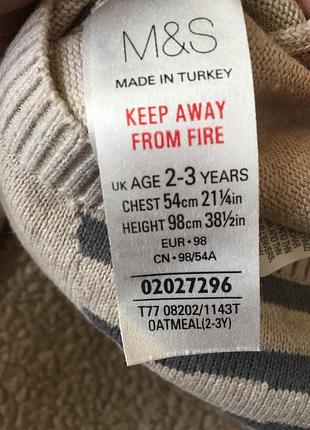 M&S
MADE IN TURKEY
KEEP AWAY
FROM FIRE
UK AGE 2-3 YEARS
CHEST 54cm 21¼in
HEIGHT 98cm 38½in
EUR • 98
CN • 98/54A
02027296
T77 08202/1143T
OATMEAL(2-3Y)